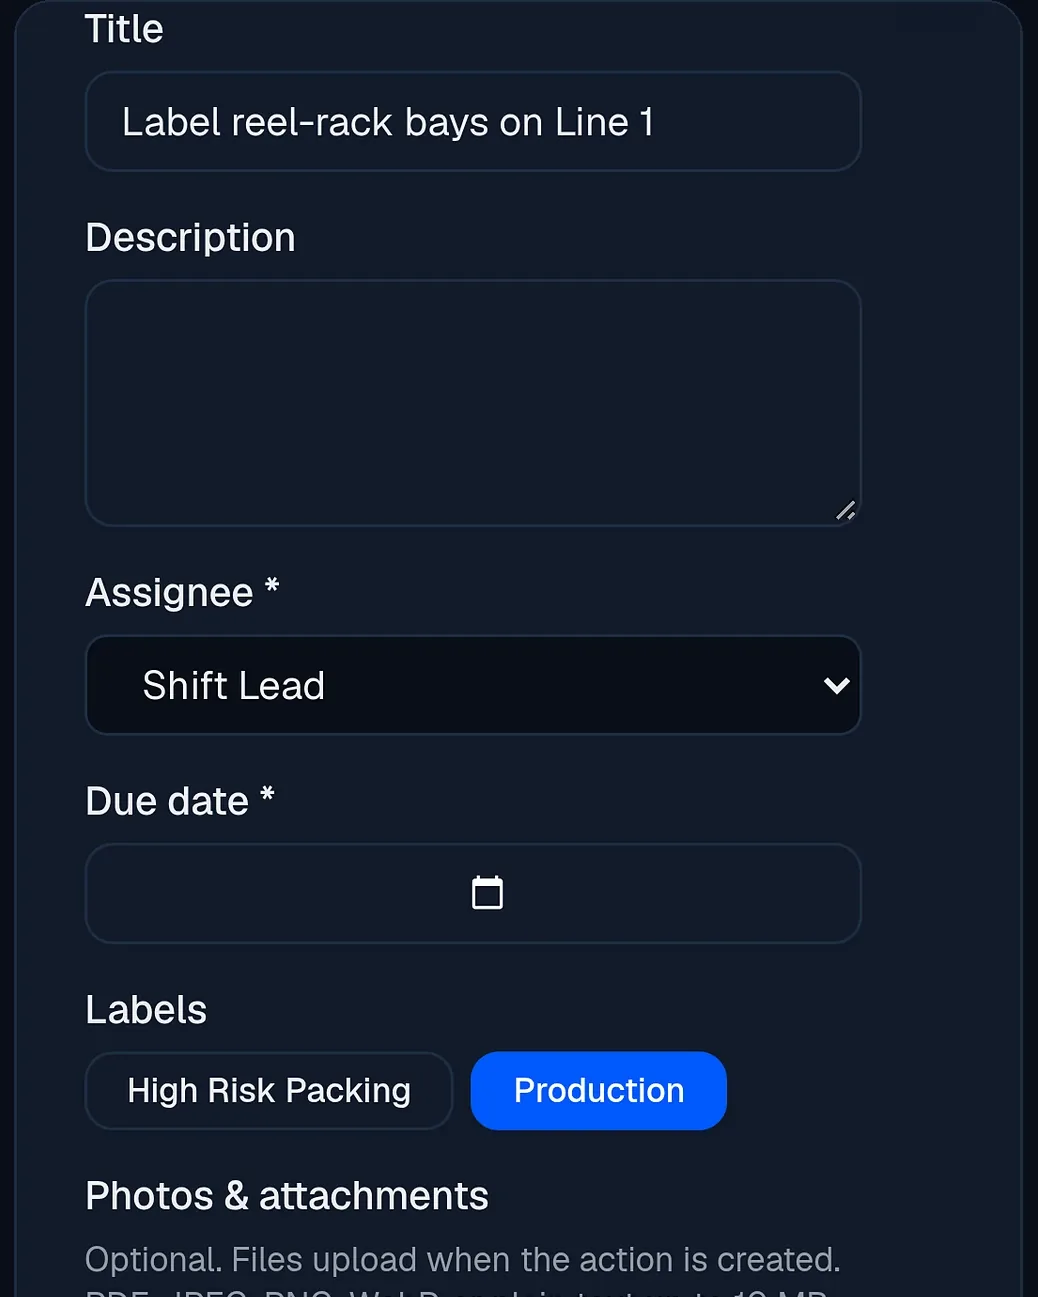 Title
Label reel-rack bays on Line 1
Description
Assignee *
Shift Lead
Due date *
Labels
High Risk Packing
Production
Photos & attachments
Optional. Files upload when the action is created.